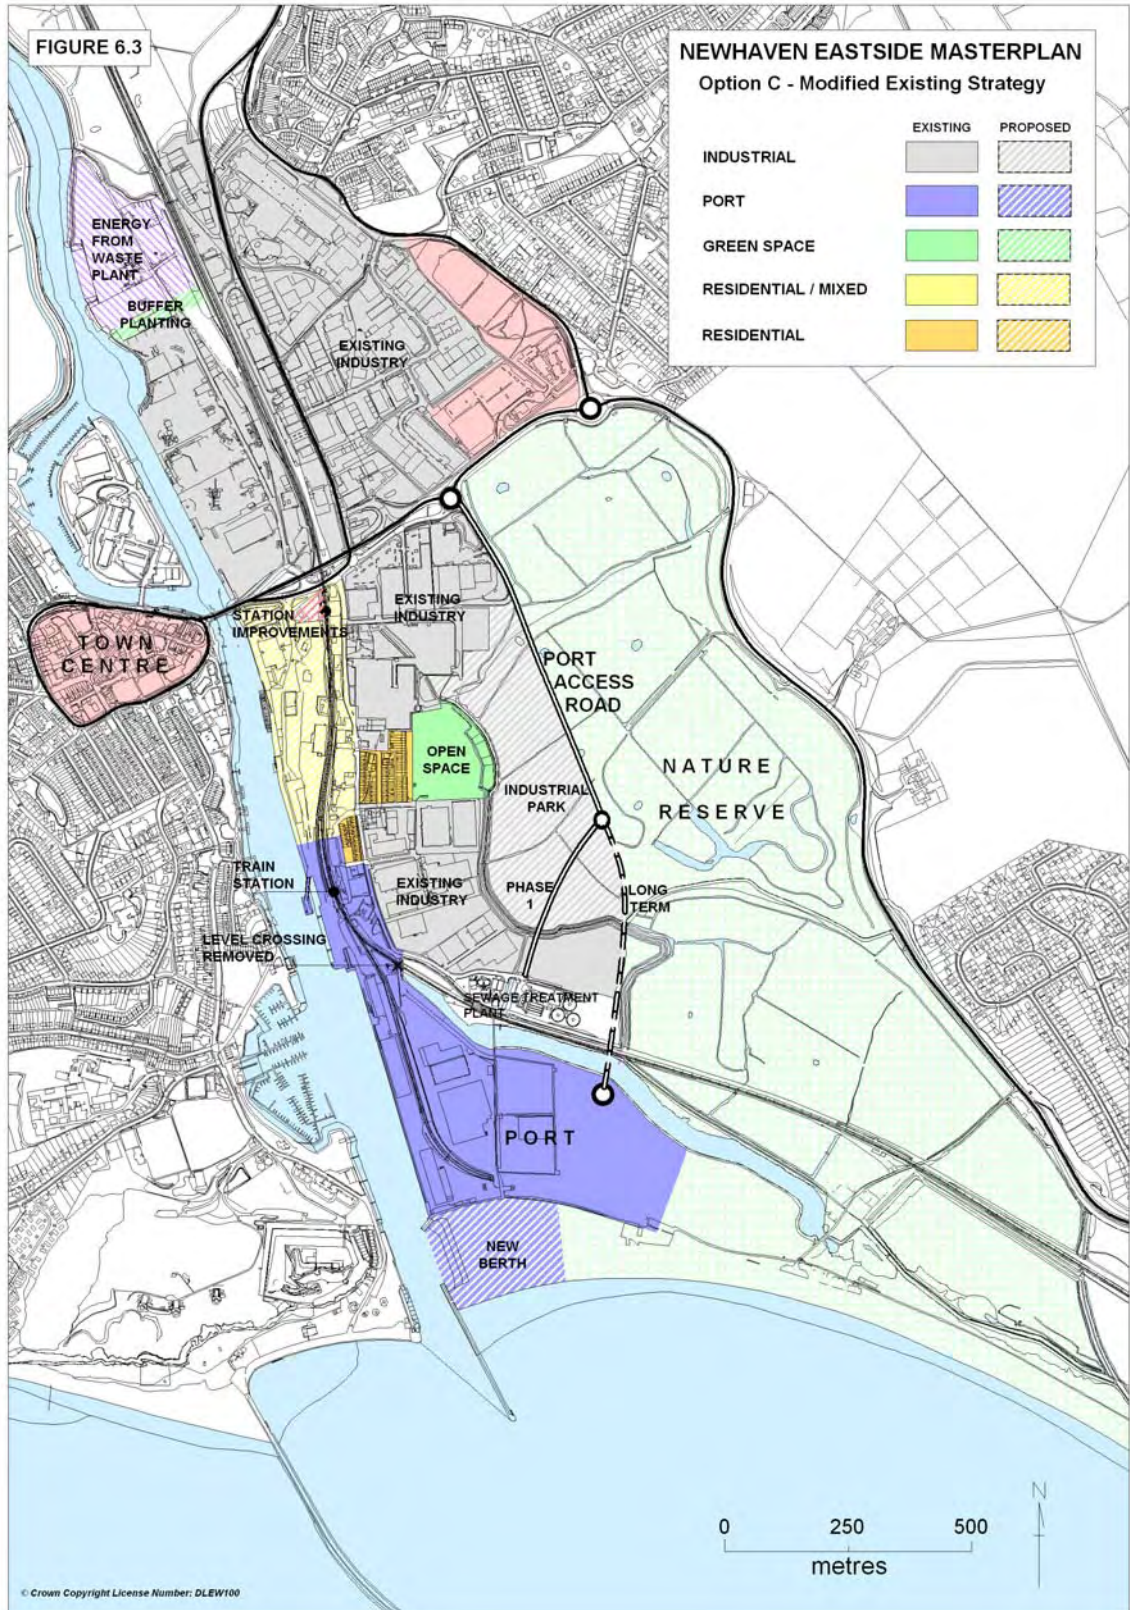 FIGURE 6.3
NEWHAVEN EASTSIDE MASTERPLAN
Option C - Modified Existing Strategy
EXISTING PROPOSED
INDUSTRIAL
PORT
GREEN SPACE
RESIDENTIAL / MIXED
RESIDENTIAL
ENERGY
FROM
WASTE
PLANT
BUFFER
PLANTING
EXISTING
INDUSTRY
STATION
IMPROVEMENTS
EXISTING
INDUSTRY
TOWN
CENTRE
PORT
ACCESS
ROAD
OPEN
SPACE
NATURE
RESERVE
INDUSTRIAL
PARK
TRAIN
STATION
EXISTING
INDUSTRY
PHASE
1
LONG
TERM
LEVEL CROSSING
REMOVED
SEWAGE TREATMENT
PLANT
PORT
NEW
BERTH
N
0 250 500
metres
© Crown Copyright License Number: DLEW100